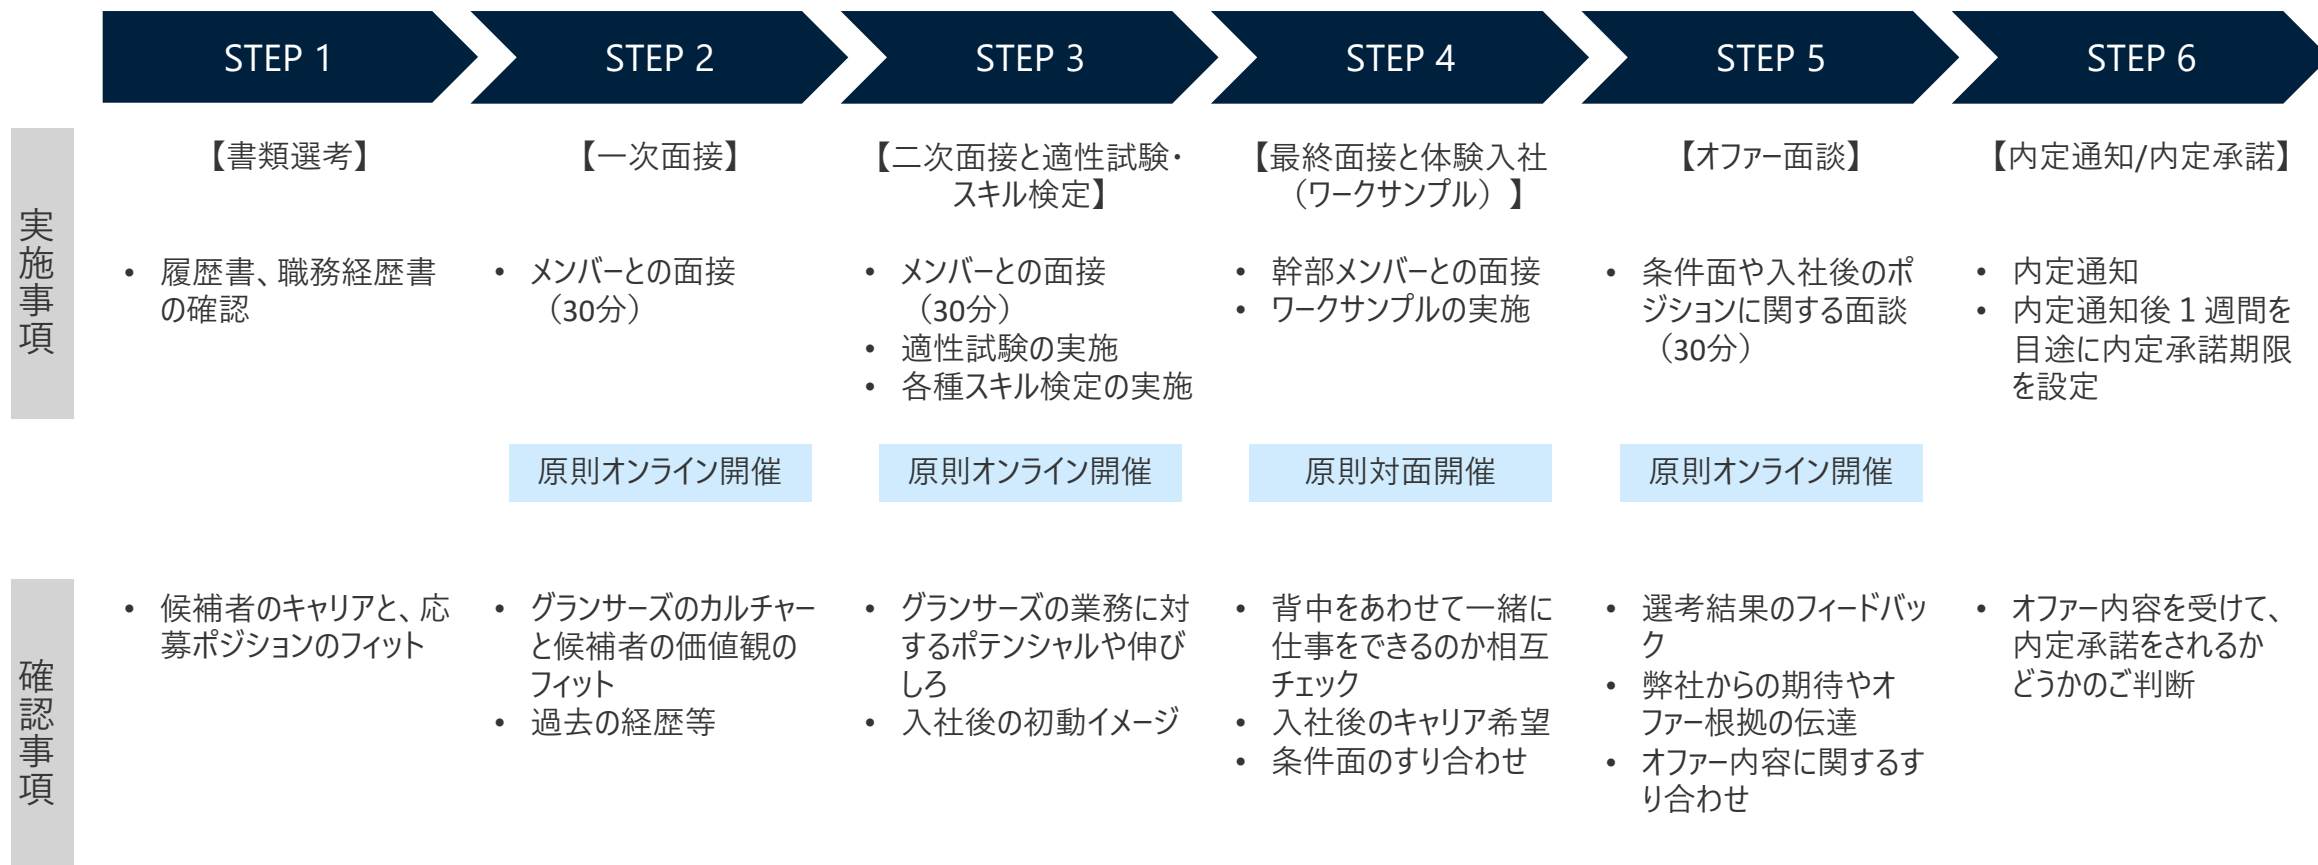 STEP 1
STEP 2
STEP 3
STEP 4
STEP 5
STEP 6
実施事項
【書類選考】
• 履歴書、職務経歴書
の確認
【一次面接】
• メンバーとの面接
（30分）
原則オンライン開催
【二次面接と適性試験・
スキル検定】
• メンバーとの面接
（30分）
• 適性試験の実施
• 各種スキル検定の実施
原則オンライン開催
【最終面接と体験入社
（ワークサンプル）】
• 幹部メンバーとの面接
• ワークサンプルの実施
原則対面開催
【オファー面談】
• 条件面や入社後のポ
ジションに関する面談
（30分）
原則オンライン開催
【内定通知/内定承諾】
• 内定通知
• 内定通知後１週間を
目途に内定承諾期限
を設定
確認事項
• 候補者のキャリアと、応
募ポジションのフィット
• グランサーズのカルチャー
と候補者の価値観の
フィット
• 過去の経歴等
• グランサーズの業務に対
するポテンシャルや伸び
しろ
• 入社後の初動イメージ
• 背中をあわせて一緒に
仕事をできるのか相互
チェック
• 入社後のキャリア希望
• 条件面のすり合わせ
• 選考結果のフィードバッ
ク
• 弊社からの期待やオ
ファー根拠の伝達
• オファー内容に関するす
り合わせ
• オファー内容を受けて、
内定承諾をされるか
どうかのご判断